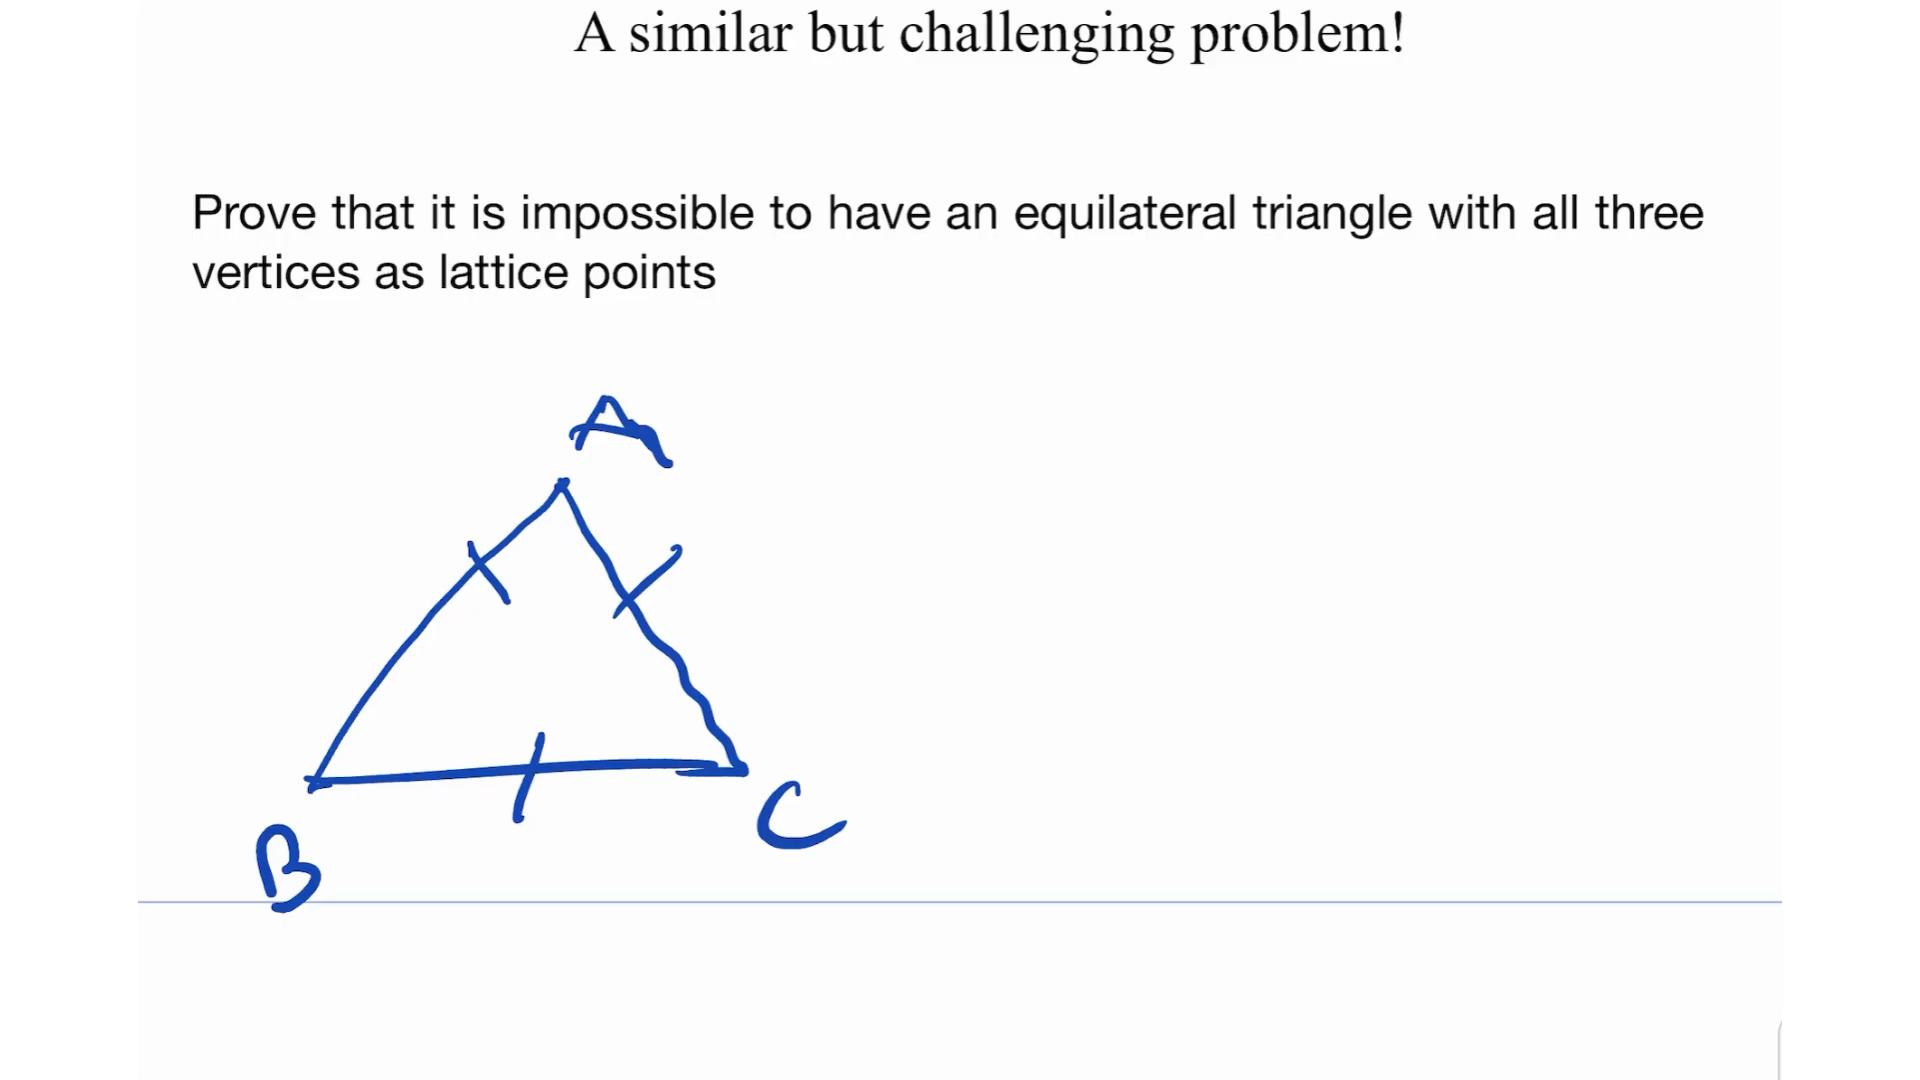 A similar but challenging problem!
Prove that it is impossible to have an equilateral triangle with all three
vertices as lattice points
A
B
C